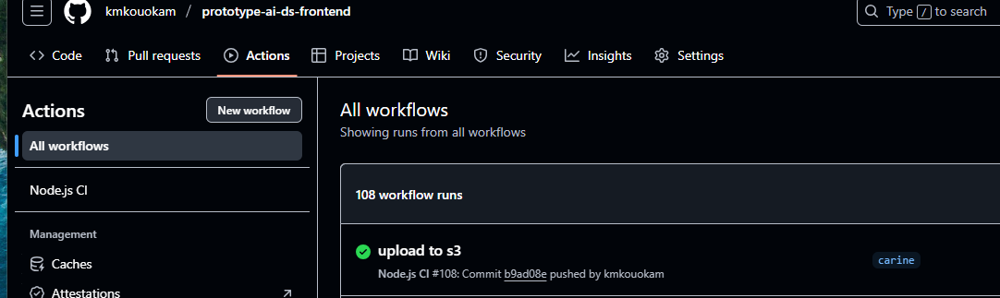 kmkouokam / prototype-ai-ds-frontend
Type / to search
Code Pull requests Actions Projects Wiki Security Insights Settings
Actions
New workflow
All workflows
Node.js CI
Management
Caches
Attestations
All workflows
Showing runs from all workflows
108 workflow runs
upload to s3
Node.js CI #108: Commit b9ad08e pushed by kmkouokam
carine